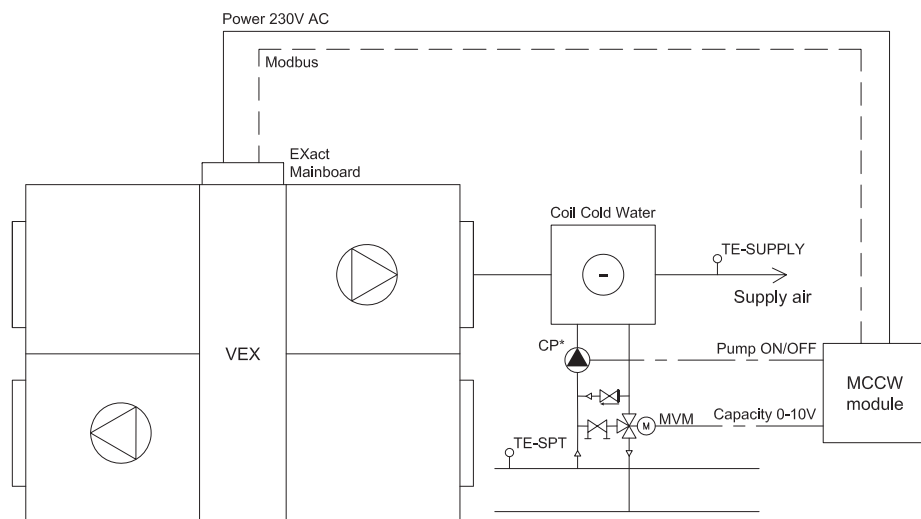 Power 230V AC
Modbus
EXact
Mainboard
Coil Cold Water
TE-SUPPLY
-
Supply air
VEX
CP*
Pump ON/OFF
MCCW
module
M
MVM
Capacity 0-10V
TE-SPT